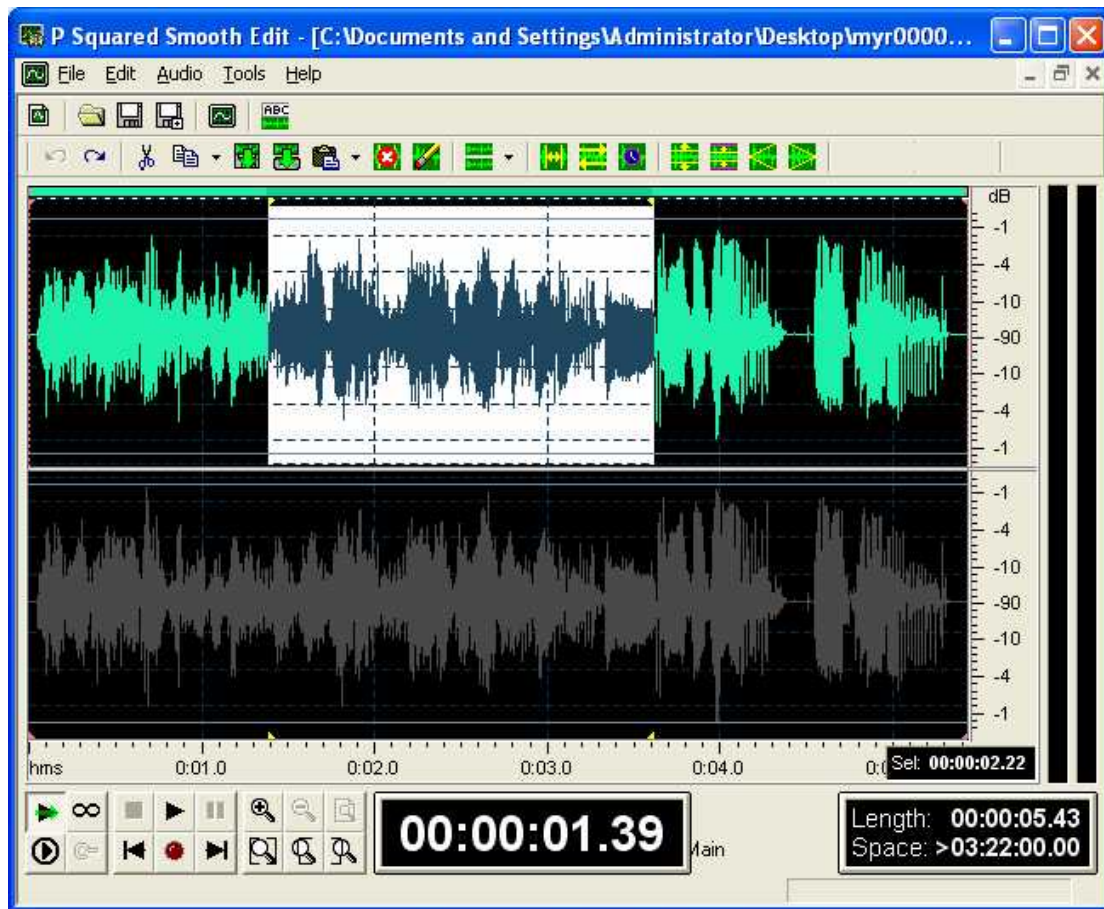 P Squared Smooth Edit - [C:\Documents and Settings\Administrator\Desktop\myr0000...
File Edit Audio Tools Help
ABC
dB
-1
-4
-10
-90
-10
-4
-1
-1
-4
-10
-90
-10
-4
-1
hms 0:01.0 0:02.0 0:03.0 0:04.0 0:
Sel: 00:00:02.22
00:00:01.39
Main
Length: 00:00:05.43
Space: >03:22:00.00